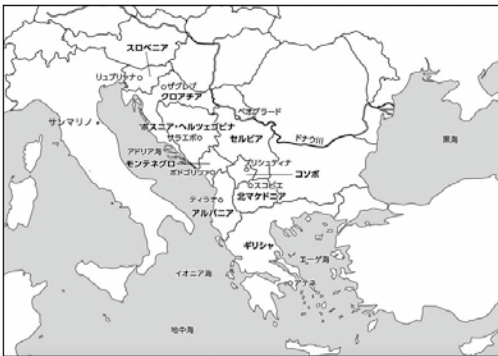 スロベニア
リュブリャナ
ザグレブ
クロアチア
サンマリノ
ベオグラード
ボスニア・ヘルツェゴビナ
サラエボ
セルビア
ドナウ川
黒海
アドリア海
モンテネグロ
プリシュティナ
ポドゴリツァ
コソボ
スコピエ
北マケドニア
ティラナ
アルバニア
ギリシャ
エーゲ海
イオニア海
アテネ
地中海